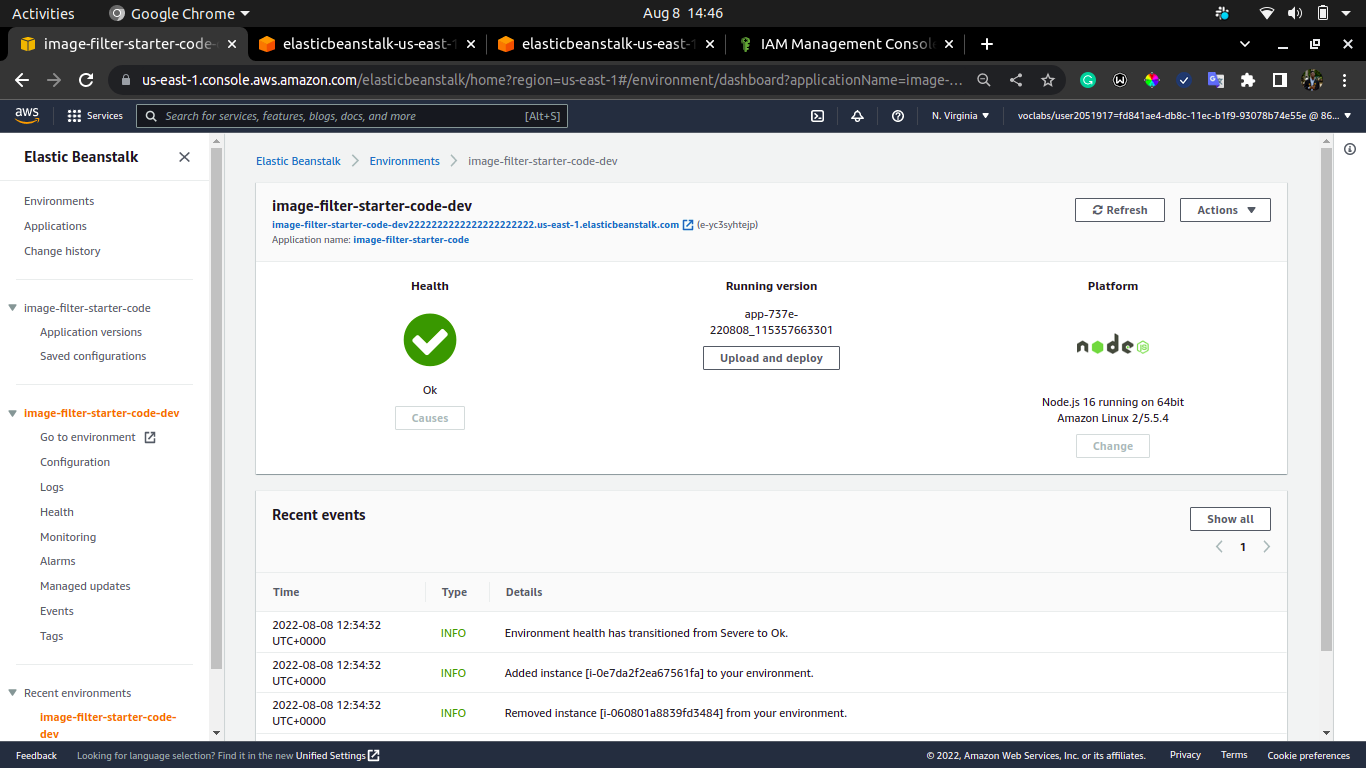 Activities
Google Chrome
Aug 8 14:46
image-filter-starter-code-
elasticbeanstalk-us-east-1
elasticbeanstalk-us-east-1
IAM Management Console
us-east-1.console.aws.amazon.com/elasticbeanstalk/home?region=us-east-1#/environment/dashboard?applicationName=image-...
aws
Services
Search for services, features, blogs, docs, and more
[Alt+S]
N. Virginia
voclabs/user2051917=fd841ae4-db8c-11ec-b1f9-93078b74e55e @ 86...
Elastic Beanstalk
Environments
Applications
Change history
image-filter-starter-code
Application versions
Saved configurations
image-filter-starter-code-dev
Go to environment
Configuration
Logs
Health
Monitoring
Alarms
Managed updates
Events
Tags
Recent environments
image-filter-starter-code-
dev
Elastic Beanstalk
Environments
image-filter-starter-code-dev
image-filter-starter-code-dev
(e-yc3syhtejp)
Application name: image-filter-starter-code
Refresh
Actions
Health
Ok
Causes
Running version
app-737e-
220808_115357663301
Upload and deploy
Platform
node
JS
Node.js 16 running on 64bit
Amazon Linux 2/5.5.4
Change
Recent events
Show all
1
Time Type Details
2022-08-08 12:34:32
UTC+0000
INFO
Environment health has transitioned from Severe to Ok.
2022-08-08 12:34:32
UTC+0000
INFO
Added instance [i-0e7da2f2ea67561fa] to your environment.
2022-08-08 12:34:32
UTC+0000
INFO
Removed instance [i-060801a8839fd3484] from your environment.
Feedback
Looking for language selection? Find it in the new Unified Settings
© 2022, Amazon Web Services, Inc. or its affiliates.
Privacy
Terms
Cookie preferences